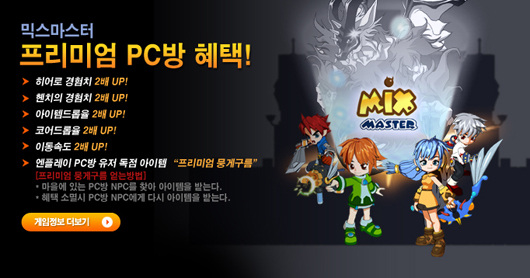 믹스마스터
프리미엄 PC방 혜택!
히어로 경험치 2배 UP!
헨치의 경험치 2배 UP!
아이템드롭율 2배 UP!
코어드롭율 2배 UP!
이동속도 2배 UP!
엔플레이 PC방 유치 독점 아이템 “프리미엄 뭉게구름”
[프리미엄 뭉게구름 얻는방법]
* 마을에 있는 PC방 NPC를 찾아 아이템을 받는다.
* 혜택 소멸시 PC방 NPC에게 다시 아이템을 받는다.
게임정보 더보기
MIX
MASTER